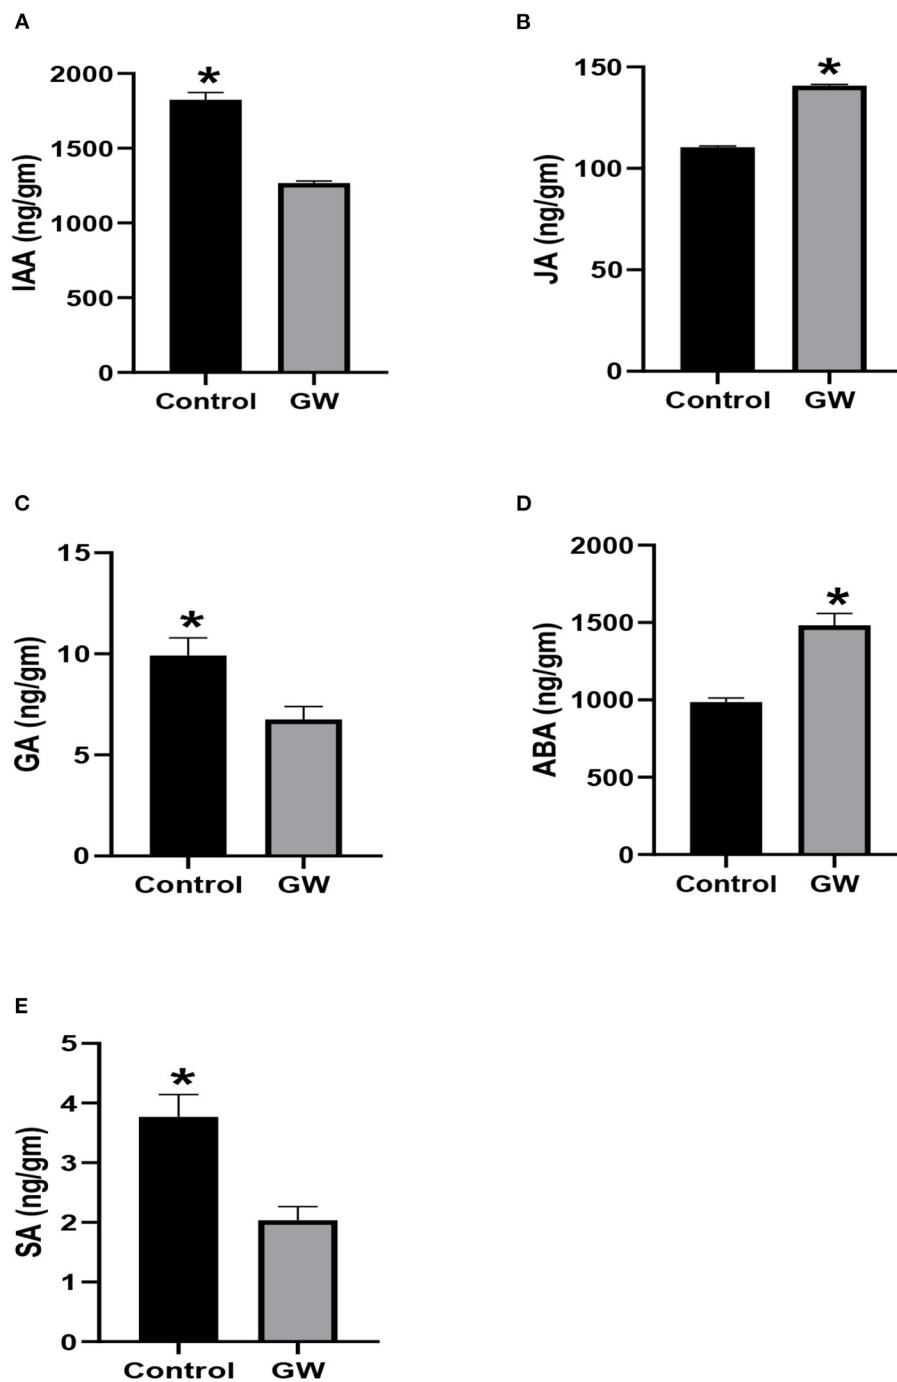 A
IAA (ng/gm)
2000
1500
1000
500
0
*
Control GW
B
JA (ng/gm)
150
100
50
0
*
Control GW
C
GA (ng/gm)
15
10
5
0
*
Control GW
D
ABA (ng/gm)
2000
1500
1000
500
0
*
Control GW
E
SA (ng/gm)
5
4
3
2
1
0
*
Control GW